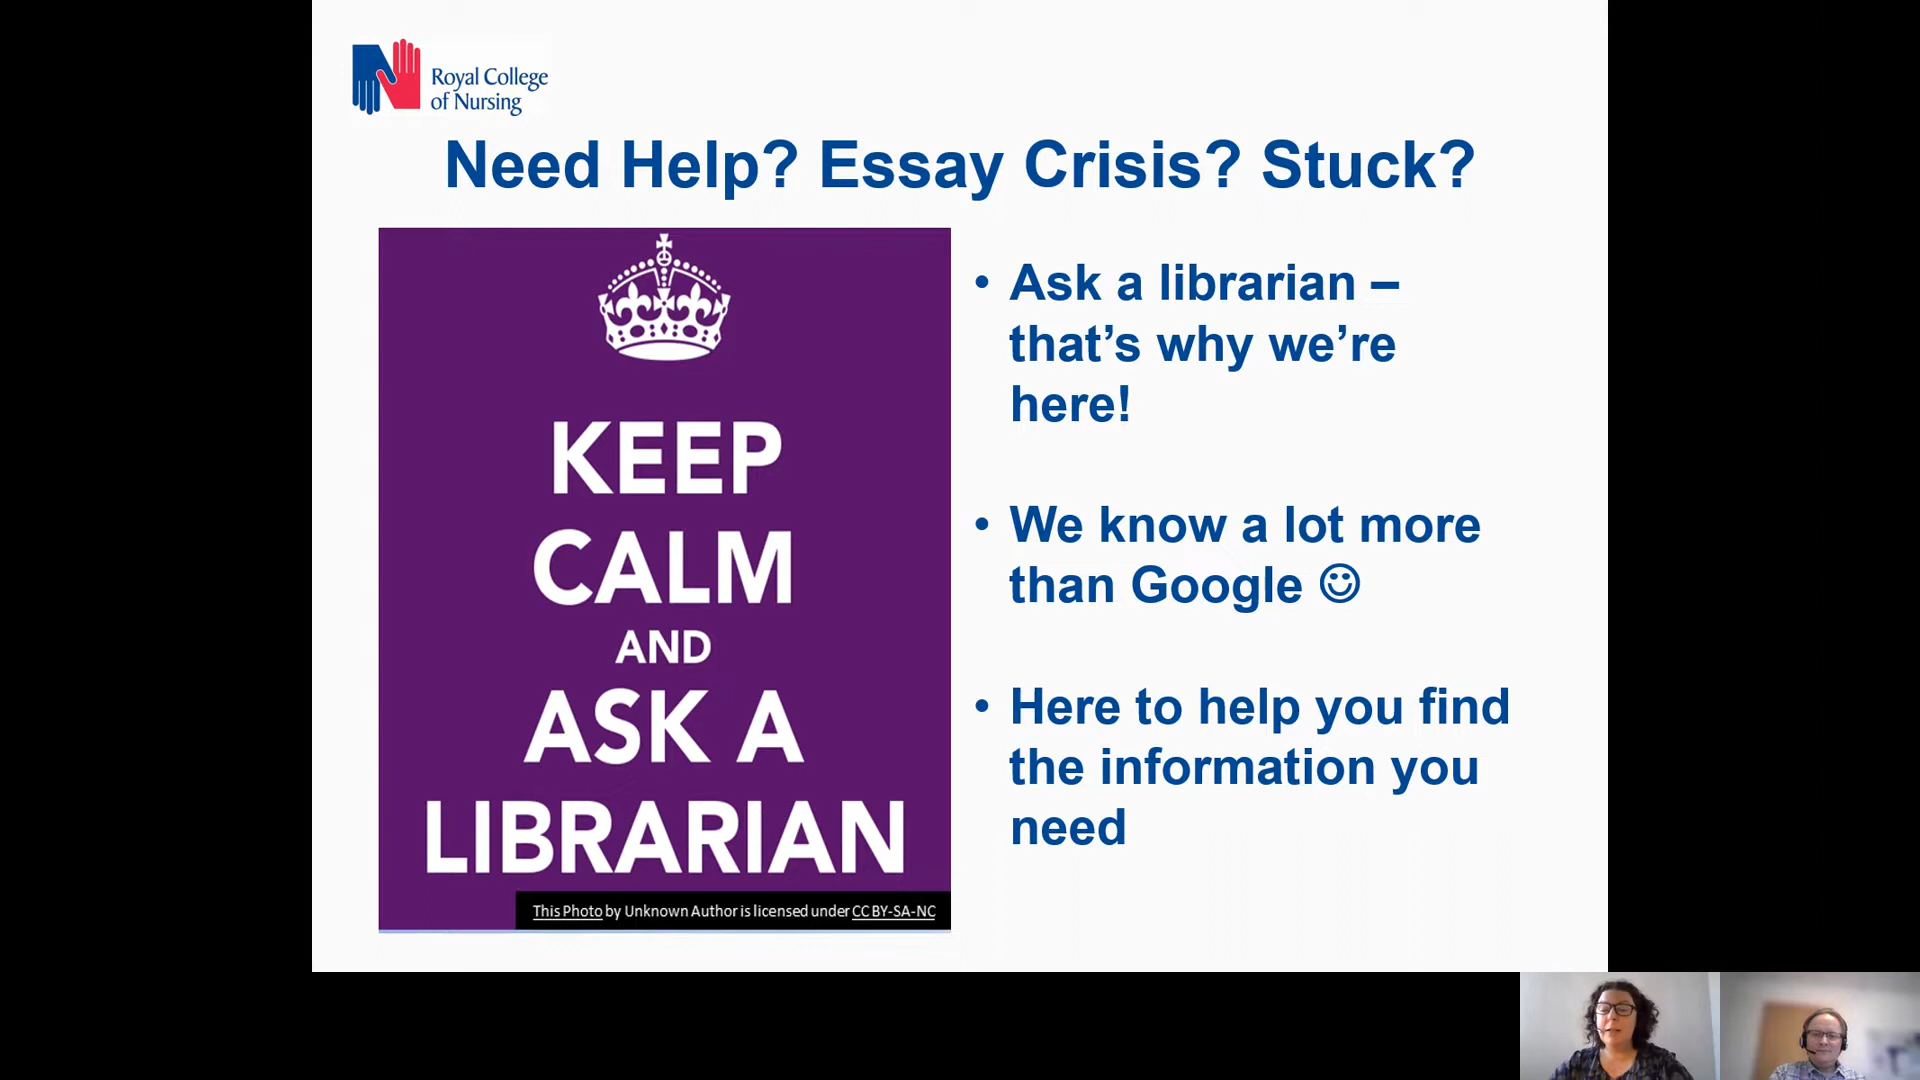 Royal College
of Nursing
Need Help? Essay Crisis? Stuck?
KEEP
CALM
AND
ASK A
LIBRARIAN
This Photo by Unknown Author is licensed under CC BY-SA-NC
• Ask a librarian –
that’s why we’re
here!
• We know a lot more
than Google ☺
• Here to help you find
the information you
need